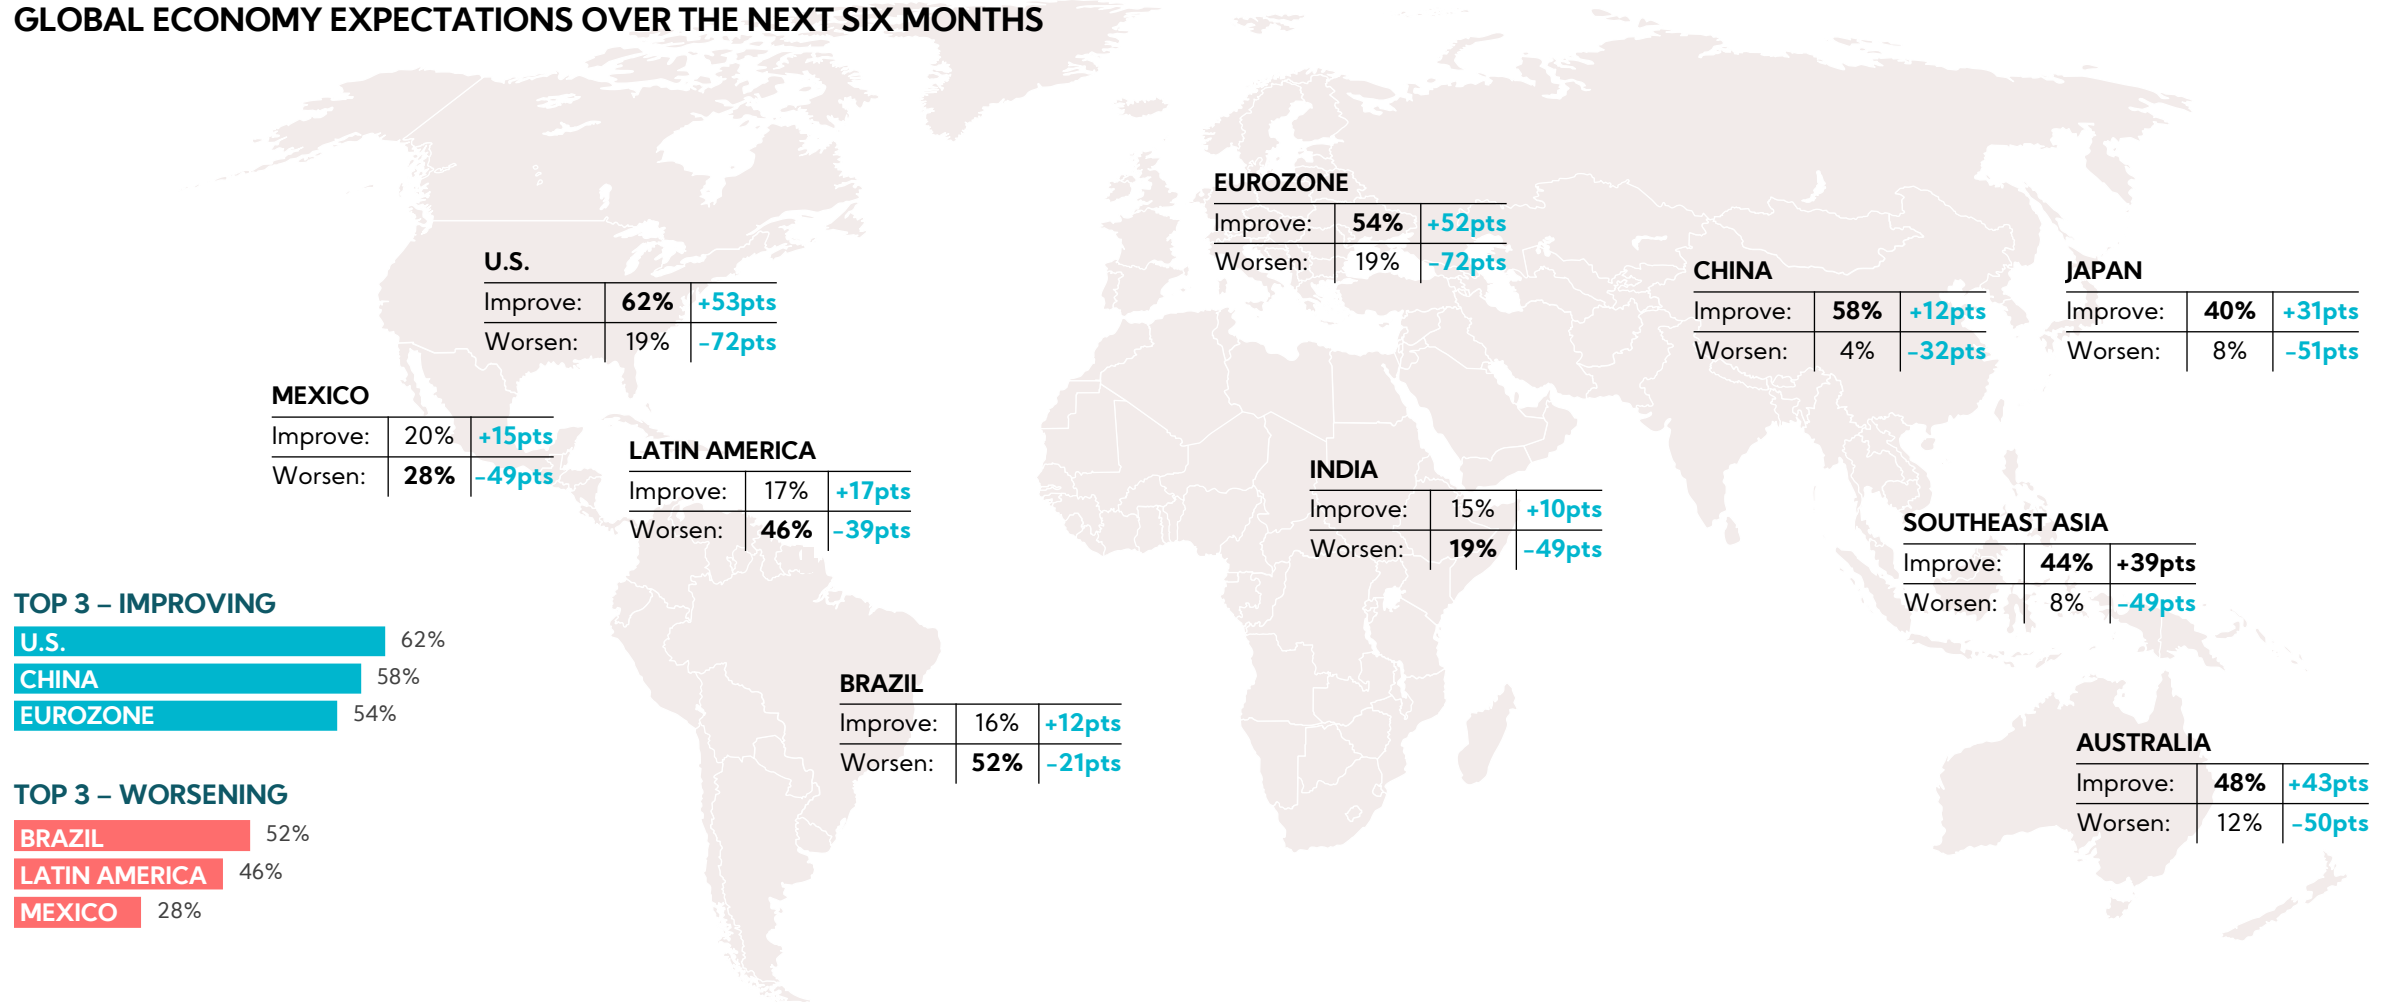 GLOBAL ECONOMY EXPECTATIONS OVER THE NEXT SIX MONTHS
EUROZONE
Improve: 54% +52pts
Worsen: 19% -72pts
U.S.
Improve: 62% +53pts
Worsen: 19% -72pts
CHINA
Improve: 58% +12pts
Worsen: 4% -32pts
JAPAN
Improve: 40% +31pts
Worsen: 8% -51pts
MEXICO
Improve: 20% +15pts
Worsen: 28% -49pts
LATIN AMERICA
Improve: 17% +17pts
Worsen: 46% -39pts
INDIA
Improve: 15% +10pts
Worsen: 19% -49pts
SOUTHEAST ASIA
Improve: 44% +39pts
Worsen: 8% -49pts
TOP 3 – IMPROVING
U.S. 62%
CHINA 58%
EUROZONE 54%
BRAZIL
Improve: 16% +12pts
Worsen: 52% -21pts
AUSTRALIA
Improve: 48% +43pts
Worsen: 12% -50pts
TOP 3 – WORSENING
BRAZIL 52%
LATIN AMERICA 46%
MEXICO 28%